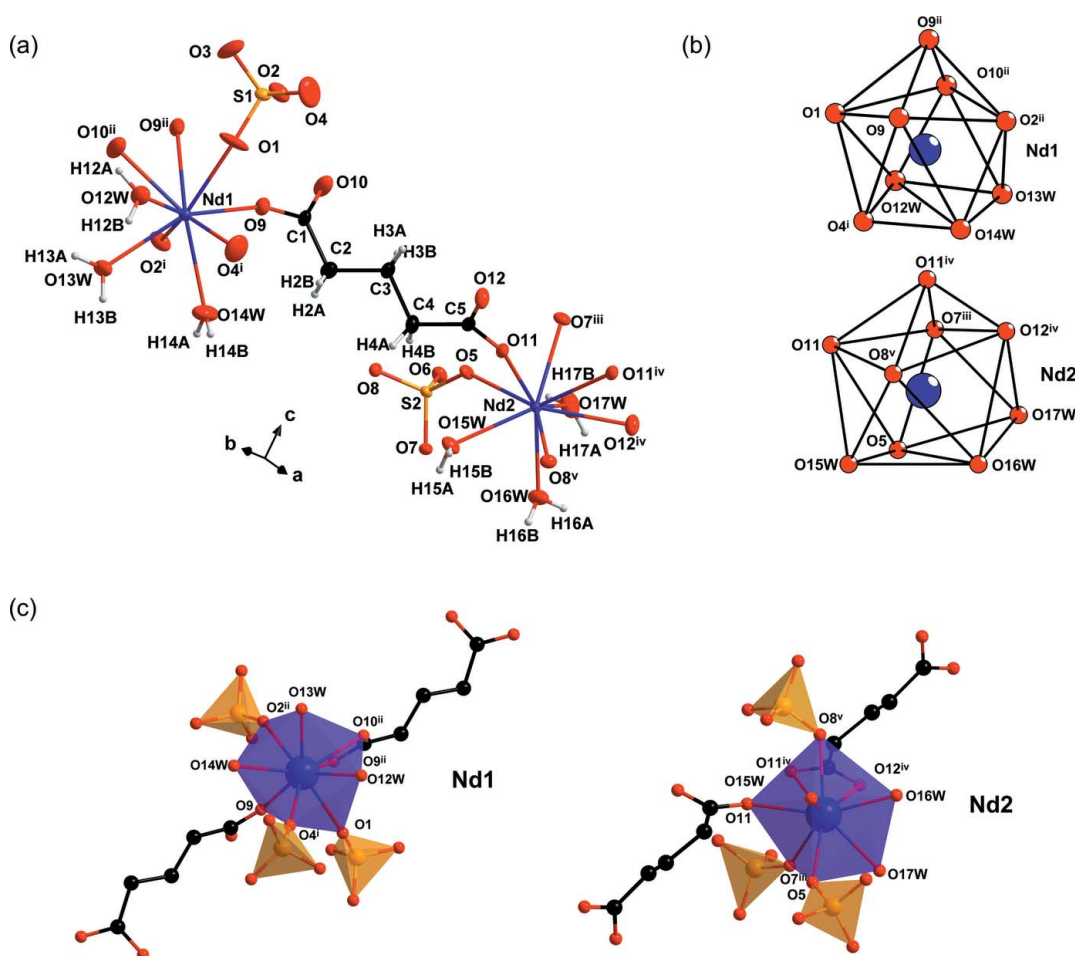 (a)
O3
O2
S1
O4
O10ⁱⁱ
O9ⁱⁱ
O1
H12A
O12W
Nd1
O10
H12B
O9
C1
H3A
H13A
O2ⁱ
O4ⁱ
C2
H3B
O13W
H2B
C3
O12
H13B
H2A
C4
C5
O7ⁱⁱⁱ
O14W
H14A
H14B
H4A
O11
H4B
O5
O6
H17B
O11ⁱᵛ
O8
S2
Nd2
O17W
O15W
O12ⁱᵛ
O7
H17A
H15B
O8ᵛ
H15A
O16W
H16A
H16B
c
b
a
(b)
O9ⁱⁱ
O10ⁱⁱ
O1
O9
O2ⁱⁱ
Nd1
O12W
O13W
O4ⁱ
O14W
O11ⁱᵛ
O7ⁱⁱⁱ
O11
O12ⁱᵛ
O8ᵛ
Nd2
O17W
O5
O15W
O16W
(c)
O13W
O2ⁱⁱ
O10ⁱⁱ
O9ⁱⁱ
O14W
O12W
Nd1
O9
O4ⁱ
O1
O8ᵛ
O11ⁱᵛ
O12ⁱᵛ
O15W
O16W
Nd2
O11
O7ⁱⁱⁱ
O17W
O5